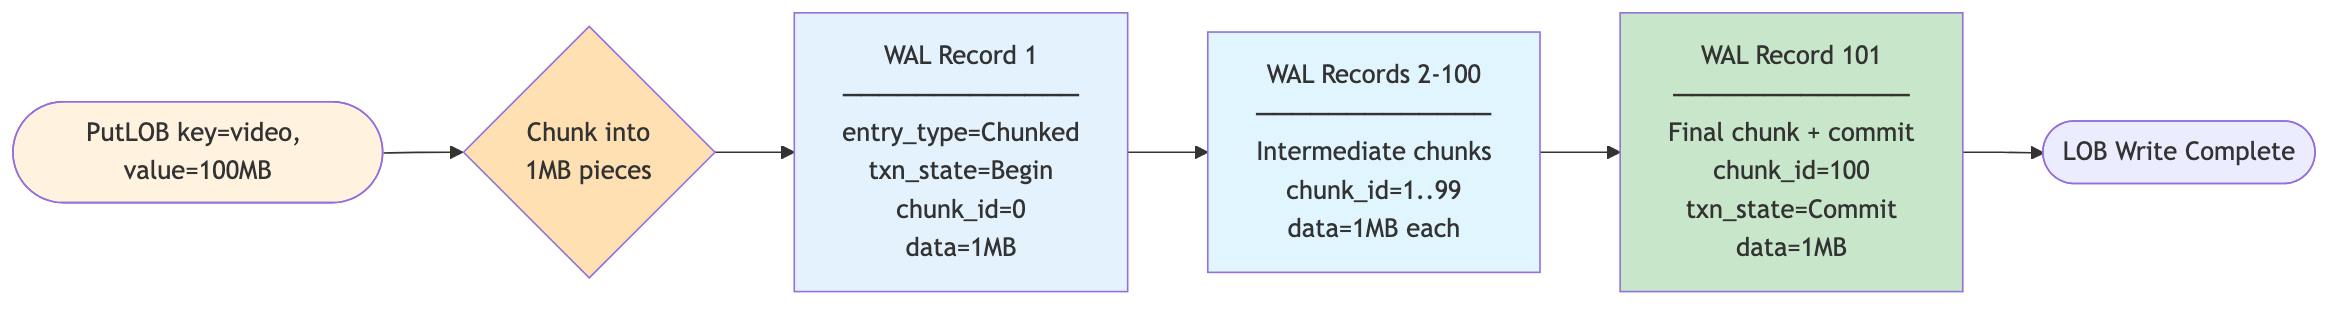 PutLOB key=video,
value=100MB
Chunk into
1MB pieces
WAL Record 1
entry_type=Chunked
txn_state=Begin
chunk_id=0
data=1MB
WAL Records 2-100
Intermediate chunks
chunk_id=1..99
data=1MB each
WAL Record 101
Final chunk + commit
chunk_id=100
txn_state=Commit
data=1MB
LOB Write Complete